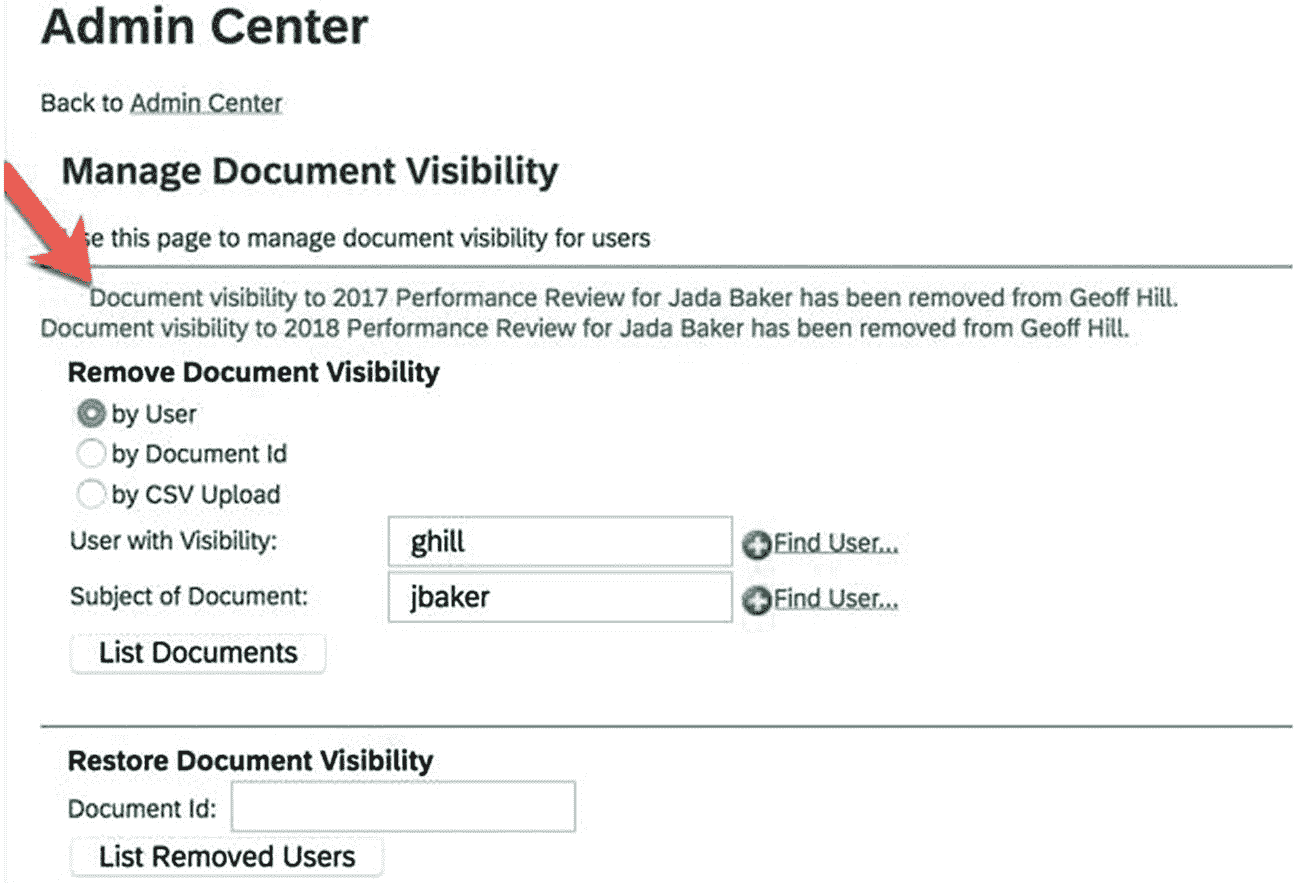 Admin Center
Back to Admin Center
Manage Document Visibility
se this page to manage document visibility for users
Document visibility to 2017 Performance Review for Jada Baker has been removed from Geoff Hill.
Document visibility to 2018 Performance Review for Jada Baker has been removed from Geoff Hill.
Remove Document Visibility
by User
by Document Id
by CSV Upload
User with Visibility: ghill Find User...
Subject of Document: jbaker Find User...
List Documents
Restore Document Visibility
Document Id:
List Removed Users